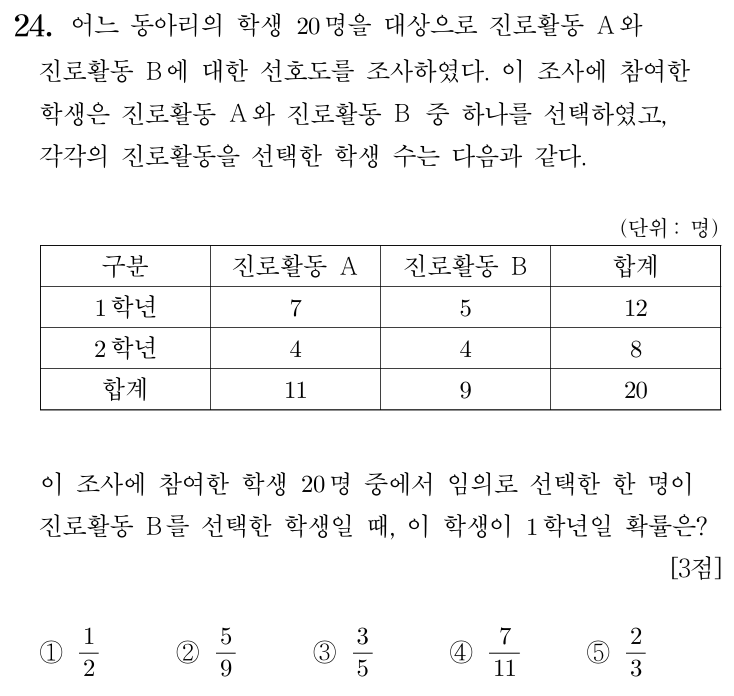 24. 어느 동아리의 학생 20명을 대상으로 진로활동 A와
진로활동 B에 대한 선호도를 조사하였다. 이 조사에 참여한
학생은 진로활동 A와 진로활동 B 중 하나를 선택하였고,
각각의 진로활동을 선택한 학생 수는 다음과 같다.
(단위 : 명)
구분 진로활동 A 진로활동 B 합계
1학년 7 5 12
2학년 4 4 8
합계 11 9 20
이 조사에 참여한 학생 20명 중에서 임의로 선택한 한 명이
진로활동 B를 선택한 학생일 때, 이 학생이 1학년일 확률은?
[3점]
① 1/2 ② 5/9 ③ 3/5 ④ 7/11 ⑤ 2/3